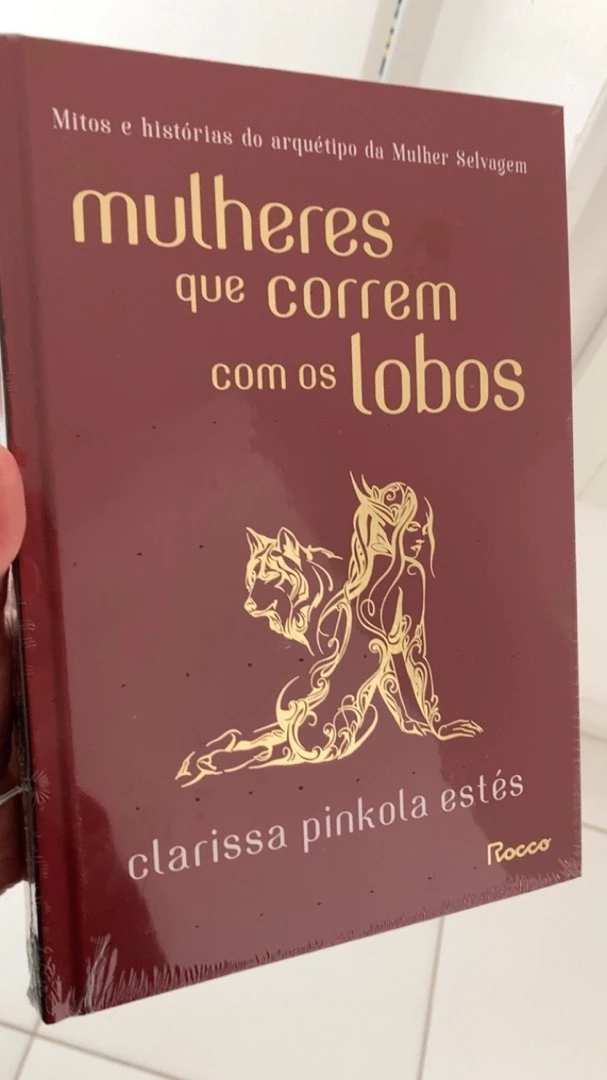 Mitos e histórias do arquétipo da Mulher Selvagem
mulheres
que correm
com os lobos
clarissa pinkola estés
Rocco